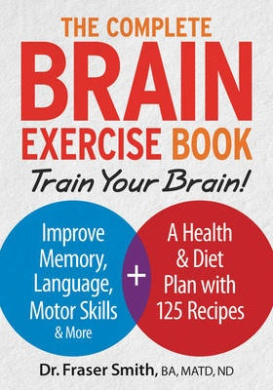 THE COMPLETE
BRAIN
EXERCISE BOOK
Train Your Brain!
Improve
Memory,
Language,
Motor Skills
& More
+
A Health
& Diet
Plan with
125 Recipes
Dr. Fraser Smith, BA, MATD, ND